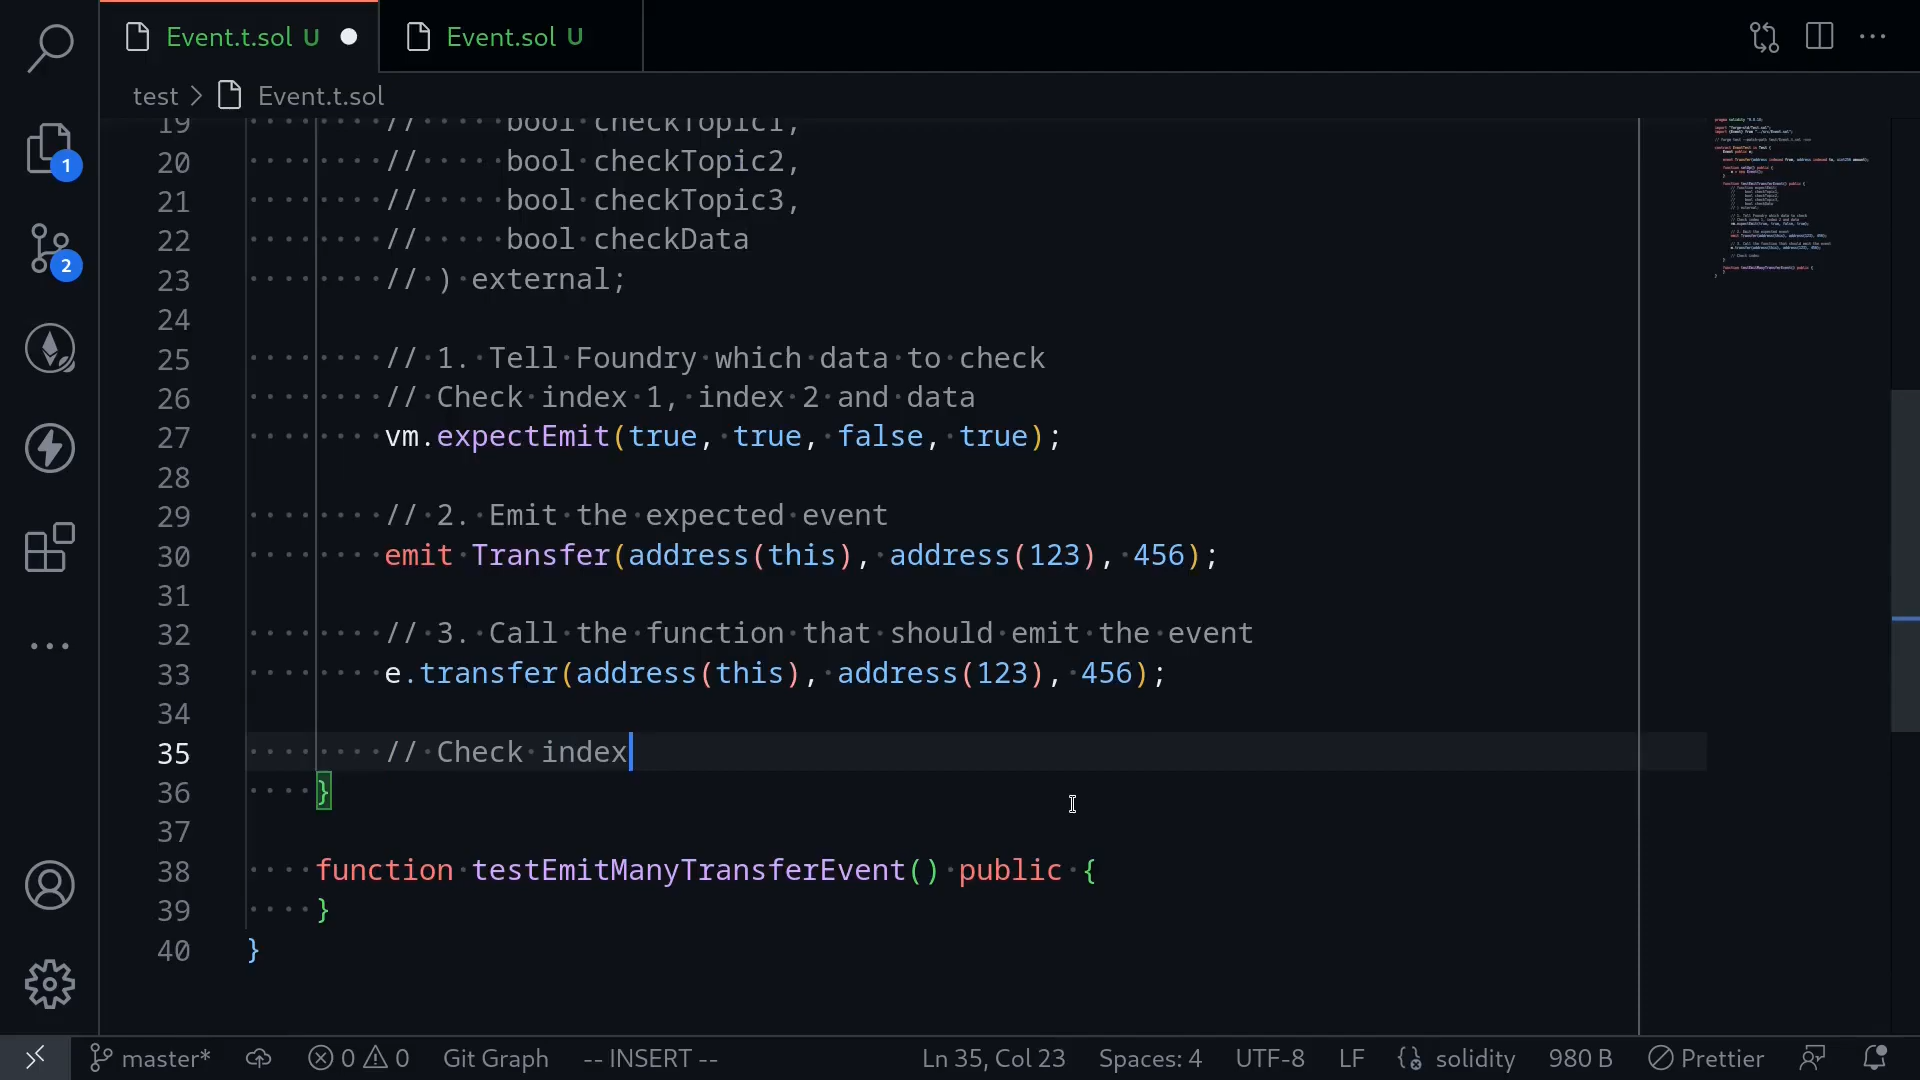 Event.t.sol U
Event.sol U
test > Event.t.sol
19 // bool checkTopic1,
20 // bool checkTopic2,
21 // bool checkTopic3,
22 // bool checkData
23 // ) external;
24
25 // 1. Tell Foundry which data to check
26 // Check index 1, index 2 and data
27 vm.expectEmit(true, true, false, true);
28
29 // 2. Emit the expected event
30 emit Transfer(address(this), address(123), 456);
31
32 // 3. Call the function that should emit the event
33 e.transfer(address(this), address(123), 456);
34
35 // Check index
36 }
37
38 function testEmitManyTransferEvent() public {
39 }
40 }
1
2
master* 0 0 Git Graph -- INSERT -- Ln 35, Col 23 Spaces: 4 UTF-8 LF solidity 980 B Prettier